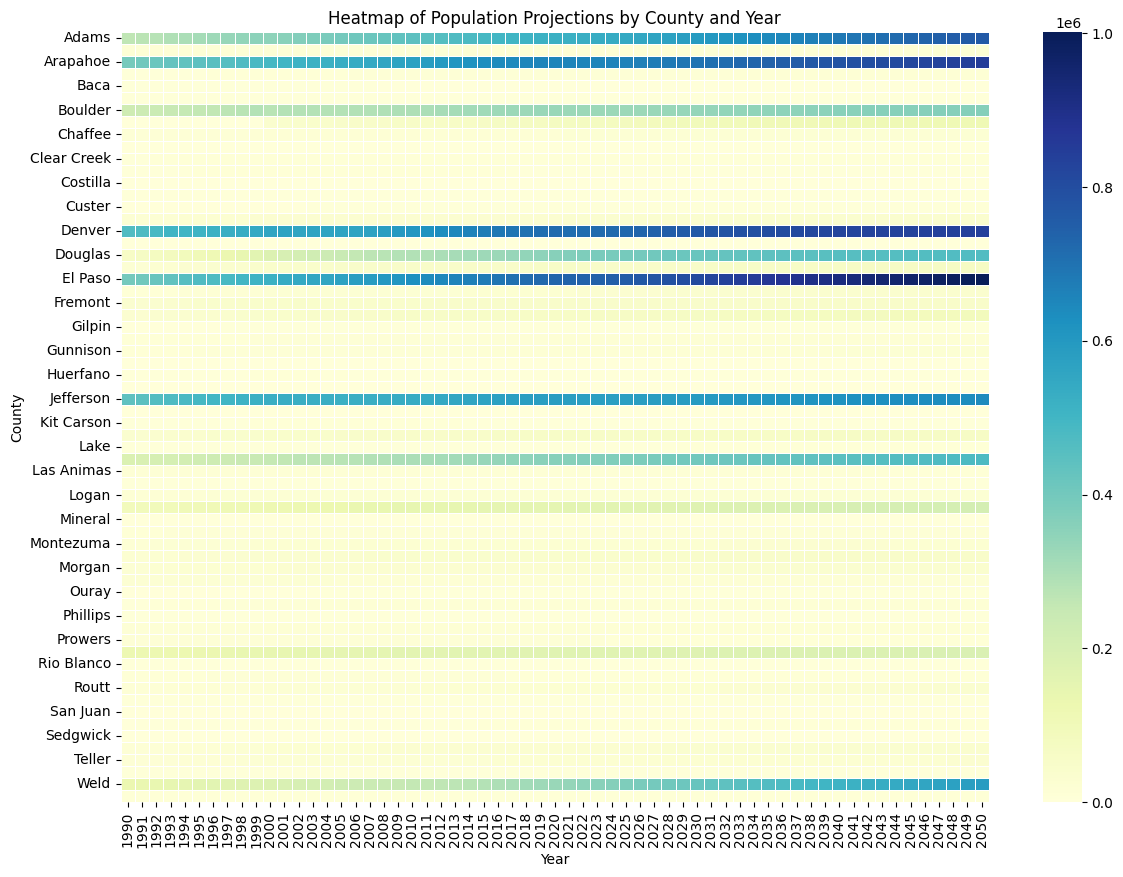 Heatmap of Population Projections by County and Year
1e6
Adams
Arapahoe
Baca
Boulder
Chaffee
Clear Creek
Costilla
Custer
Denver
Douglas
El Paso
Fremont
Gilpin
Gunnison
Huerfano
Jefferson
Kit Carson
Lake
Las Animas
Logan
Mineral
Montezuma
Morgan
Ouray
Phillips
Prowers
Rio Blanco
Routt
San Juan
Sedgwick
Teller
Weld
County
1990 1991 1992 1993 1994 1995 1996 1997 1998 1999 2000 2001 2002 2003 2004 2005 2006 2007 2008 2009 2010 2011 2012 2013 2014 2015 2016 2017 2018 2019 2020 2021 2022 2023 2024 2025 2026 2027 2028 2029 2030 2031 2032 2033 2034 2035 2036 2037 2038 2039 2040 2041 2042 2043 2044 2045 2046 2047 2048 2049 2050
Year
1.0
0.8
0.6
0.4
0.2
0.0